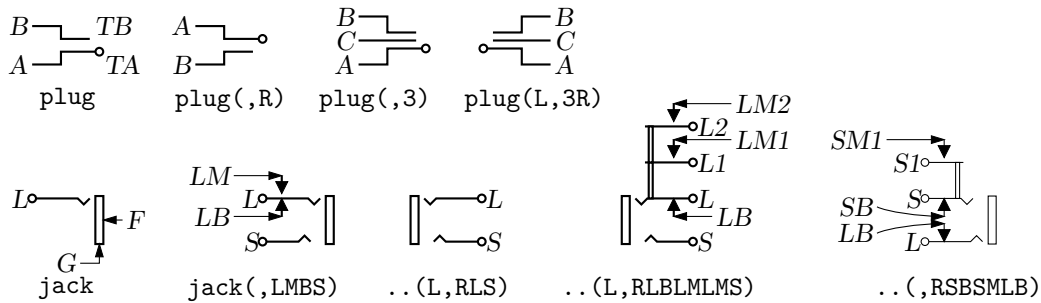 B TB A B B
C C
A TA B A A
plug plug(,R) plug(,3) plug(L,3R)
LM2
L2
LM1 SM1
LM L1 S1
L L L L S
F LB LB SB
LB
S S S L
G
jack jack(,LMBS) ..(L,RLS) ..(L,RLBLMLMS) ..(,RSBSMLB)